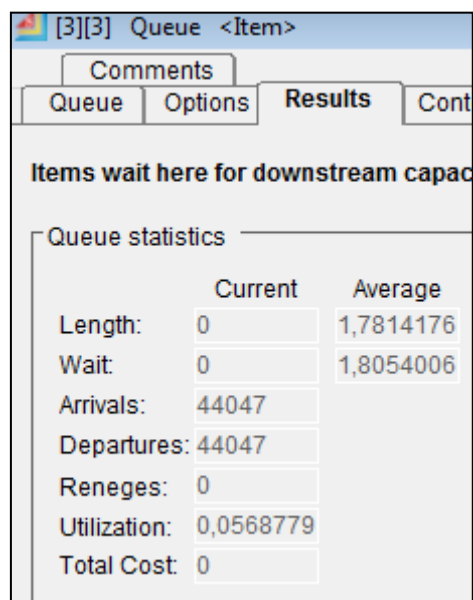 [3][3] Queue <Item>
Comments
Queue Options Results Cont
Items wait here for downstream capac
Queue statistics
Current Average
Length: 0 1,7814176
Wait: 0 1,8054006
Arrivals: 44047
Departures: 44047
Reneges: 0
Utilization: 0,0568779
Total Cost: 0